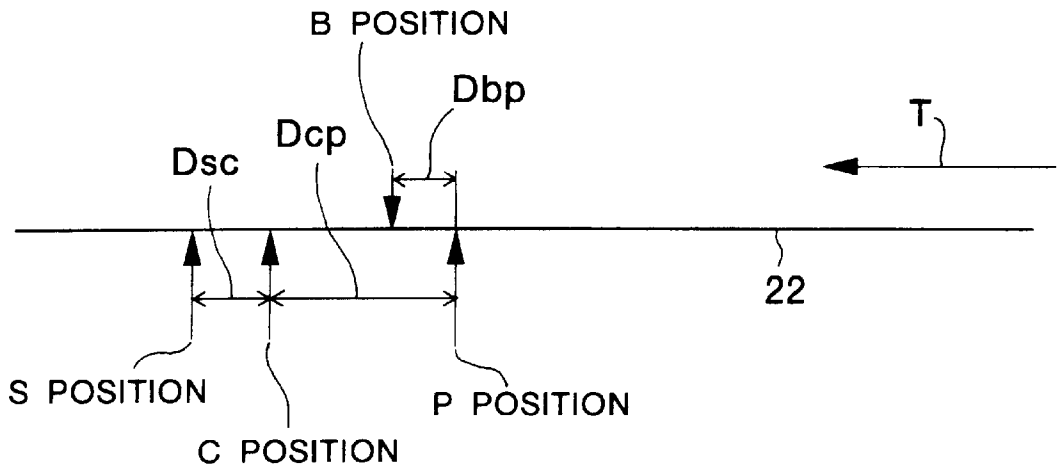 B POSITION
Dbp
T
Dcp
Dsc
22
S POSITION
P POSITION
C POSITION